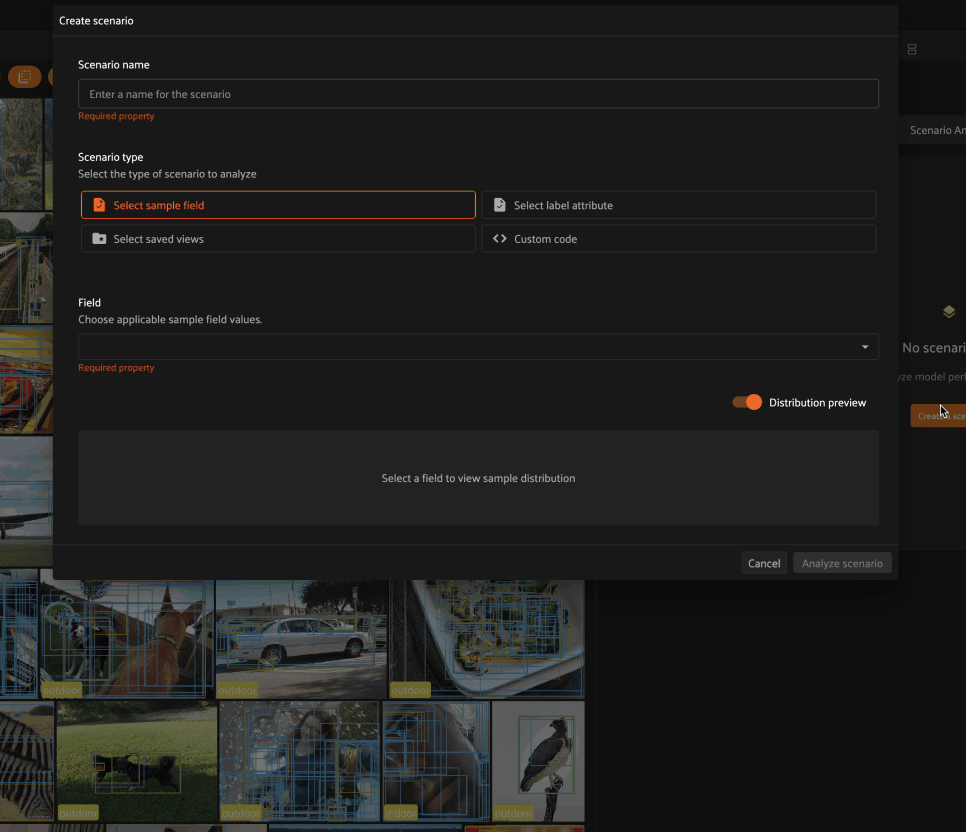 Create scenario
Scenario name
Enter a name for the scenario
Required property
Scenario An
Scenario type
Select the type of scenario to analyze
Select sample field
Select label attribute
Select saved views
Custom code
Field
Choose applicable sample field values.
No scenari
yze model perf
Required property
Distribution preview
Create sce
Select a field to view sample distribution
Cancel
Analyze scenario
outdoor
outdoor
outdoor
outdoor
outdoor
indoor
outdoor